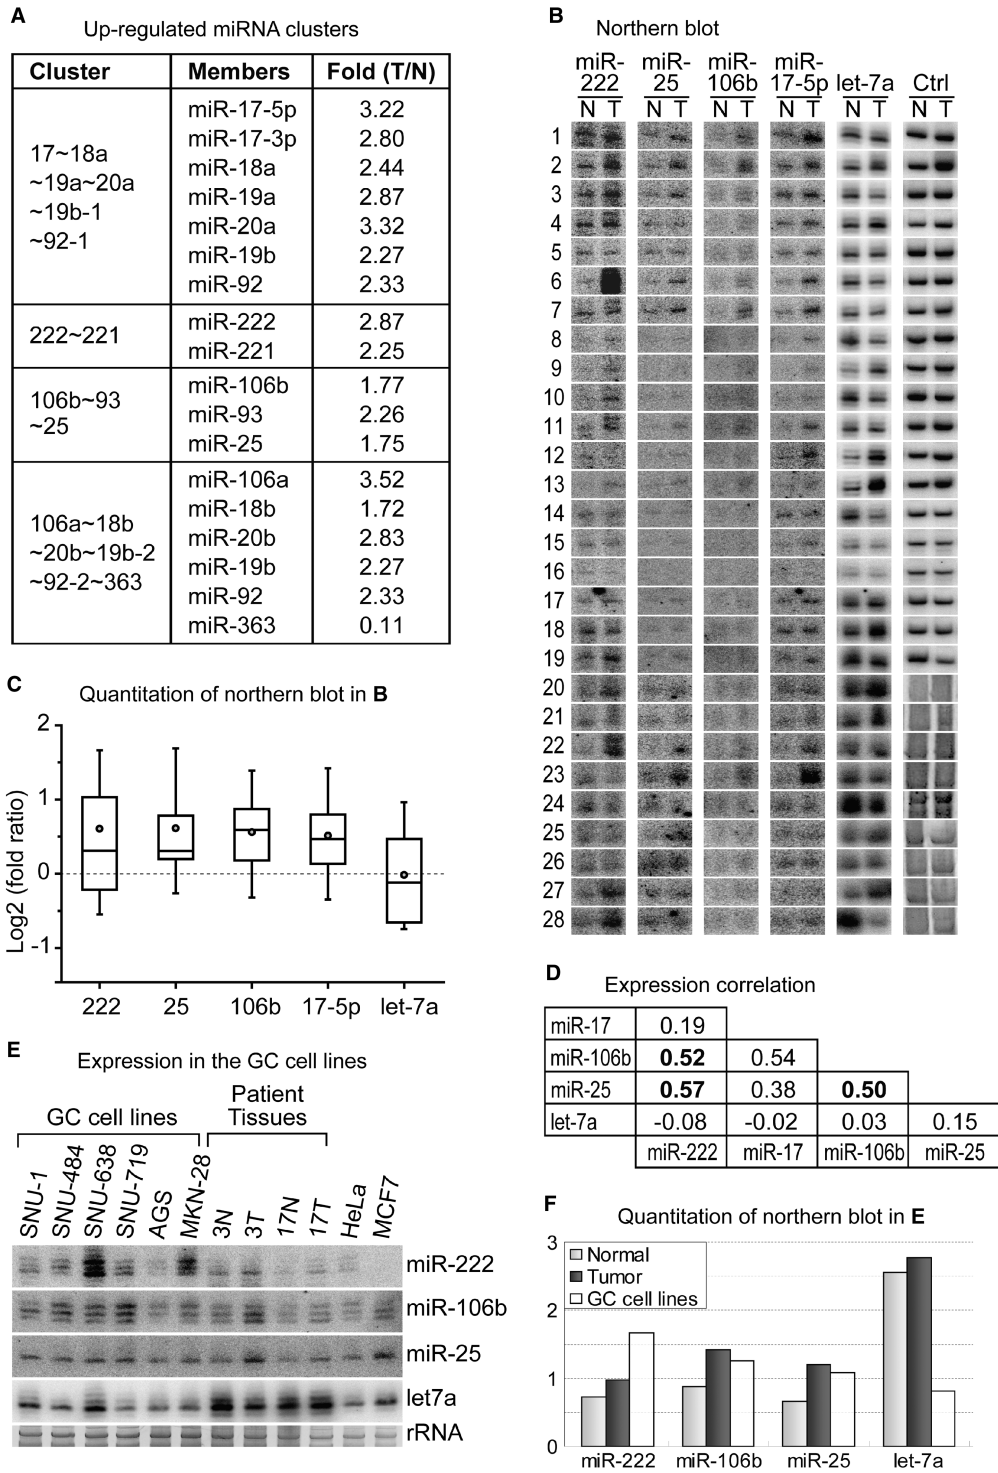 A
Up-regulated miRNA clusters
Cluster Members Fold (T/N)
17~18a
~19a~20a
~19b-1
~92-1
miR-17-5p 3.22
miR-17-3p 2.80
miR-18a 2.44
miR-19a 2.87
miR-20a 3.32
miR-19b 2.27
miR-92 2.33
222~221
miR-222 2.87
miR-221 2.25
106b~93
~25
miR-106b 1.77
miR-93 2.26
miR-25 1.75
106a~18b
~20b~19b-2
~92-2~363
miR-106a 3.52
miR-18b 1.72
miR-20b 2.83
miR-19b 2.27
miR-92 2.33
miR-363 0.11
B
Northern blot
miR-222 miR-25 miR-106b miR-17-5p let-7a Ctrl
N T N T N T N T N T N T
1
2
3
4
5
6
7
8
9
10
11
12
13
14
15
16
17
18
19
20
21
22
23
24
25
26
27
28
C
Quantitation of northern blot in B
Log2 (fold ratio)
2
1
0
-1
222 25 106b 17-5p let-7a
D
Expression correlation
miR-17 0.19
miR-106b 0.52 0.54
miR-25 0.57 0.38 0.50
let-7a -0.08 -0.02 0.03 0.15
miR-222 miR-17 miR-106b miR-25
E
Expression in the GC cell lines
GC cell lines
Patient
Tissues
SNU-1 SNU-484 SNU-638 SNU-719 AGS MKN-28 3N 3T 17N 17T HeLa MCF7
miR-222
miR-106b
miR-25
let7a
rRNA
F
Quantitation of northern blot in E
Normal
Tumor
GC cell lines
3
2
1
0
miR-222 miR-106b miR-25 let-7a